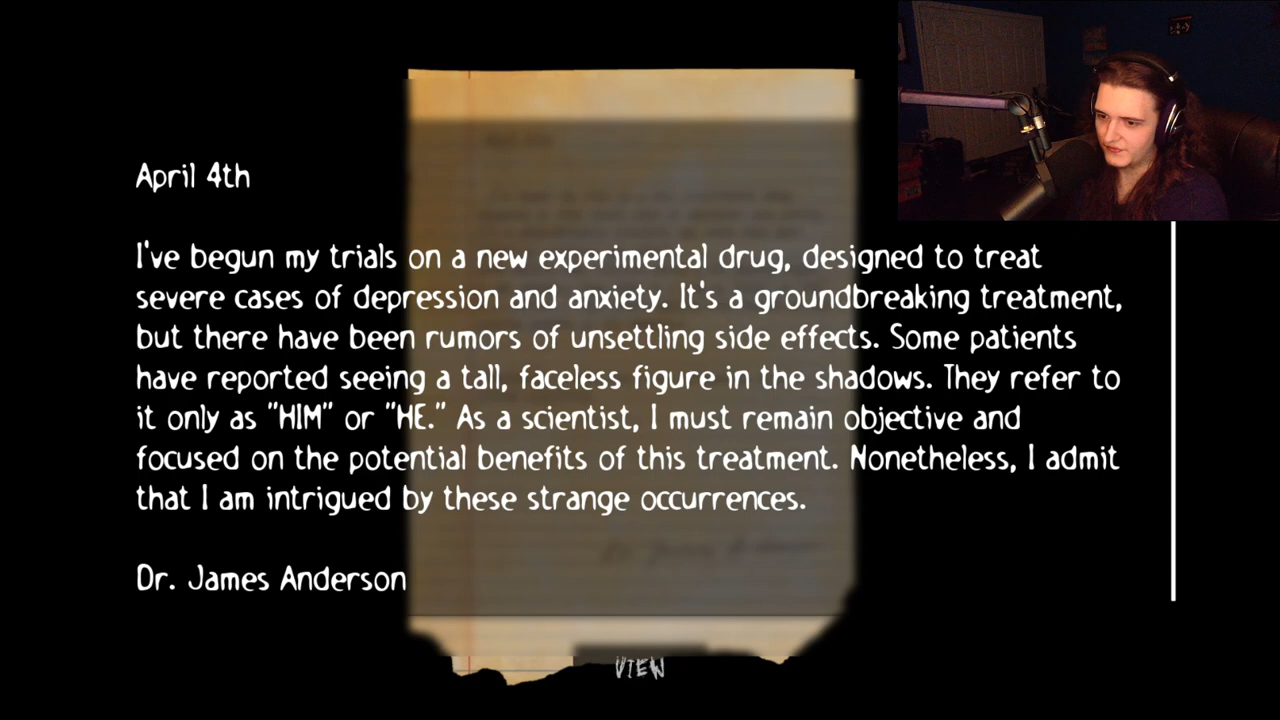 April 4th
I've begun my trials on a new experimental drug, designed to treat
severe cases of depression and anxiety. It's a groundbreaking treatment,
but there have been rumors of unsettling side effects. Some patients
have reported seeing a tall, faceless figure in the shadows. They refer to
it only as "HIM" or "HE." As a scientist, I must remain objective and
focused on the potential benefits of this treatment. Nonetheless, I admit
that I am intrigued by these strange occurrences.
Dr. James Anderson
VIEW